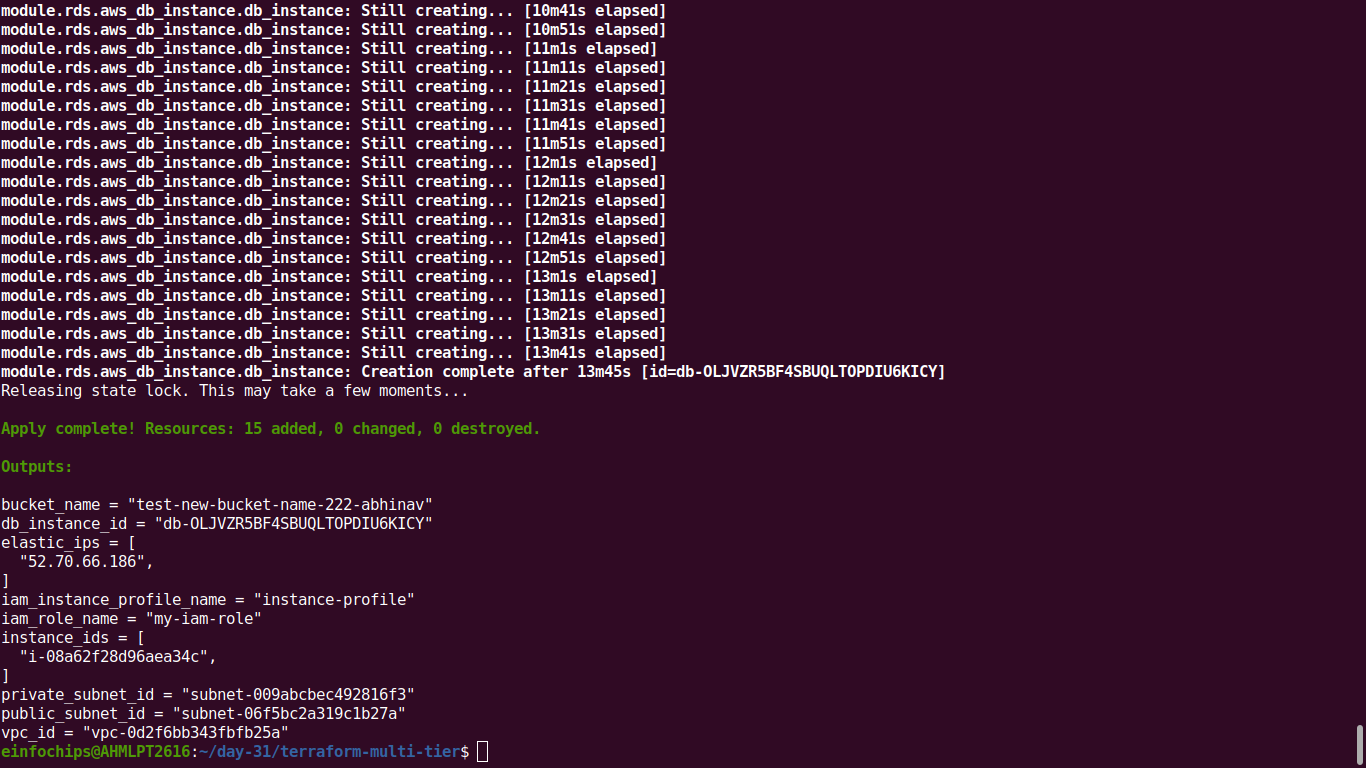 module.rds.aws_db_instance.db_instance: Still creating... [10m41s elapsed]
module.rds.aws_db_instance.db_instance: Still creating... [10m51s elapsed]
module.rds.aws_db_instance.db_instance: Still creating... [11m1s elapsed]
module.rds.aws_db_instance.db_instance: Still creating... [11m11s elapsed]
module.rds.aws_db_instance.db_instance: Still creating... [11m21s elapsed]
module.rds.aws_db_instance.db_instance: Still creating... [11m31s elapsed]
module.rds.aws_db_instance.db_instance: Still creating... [11m41s elapsed]
module.rds.aws_db_instance.db_instance: Still creating... [11m51s elapsed]
module.rds.aws_db_instance.db_instance: Still creating... [12m1s elapsed]
module.rds.aws_db_instance.db_instance: Still creating... [12m11s elapsed]
module.rds.aws_db_instance.db_instance: Still creating... [12m21s elapsed]
module.rds.aws_db_instance.db_instance: Still creating... [12m31s elapsed]
module.rds.aws_db_instance.db_instance: Still creating... [12m41s elapsed]
module.rds.aws_db_instance.db_instance: Still creating... [12m51s elapsed]
module.rds.aws_db_instance.db_instance: Still creating... [13m1s elapsed]
module.rds.aws_db_instance.db_instance: Still creating... [13m11s elapsed]
module.rds.aws_db_instance.db_instance: Still creating... [13m21s elapsed]
module.rds.aws_db_instance.db_instance: Still creating... [13m31s elapsed]
module.rds.aws_db_instance.db_instance: Still creating... [13m41s elapsed]
module.rds.aws_db_instance.db_instance: Creation complete after 13m45s [id=db-OLJVZR5BF4SBUQLTOPDIU6KICY]
Releasing state lock. This may take a few moments...
Apply complete! Resources: 15 added, 0 changed, 0 destroyed.
Outputs:
bucket_name = "test-new-bucket-name-222-abhinav"
db_instance_id = "db-OLJVZR5BF4SBUQLTOPDIU6KICY"
elastic_ips = [
  "52.70.66.186",
]
iam_instance_profile_name = "instance-profile"
iam_role_name = "my-iam-role"
instance_ids = [
  "i-08a62f28d96aea34c",
]
private_subnet_id = "subnet-009abcbec492816f3"
public_subnet_id = "subnet-06f5bc2a319c1b27a"
vpc_id = "vpc-0d2f6bb343fbfb25a"
einfochips@AHMLPT2616:~/day-31/terraform-multi-tier$